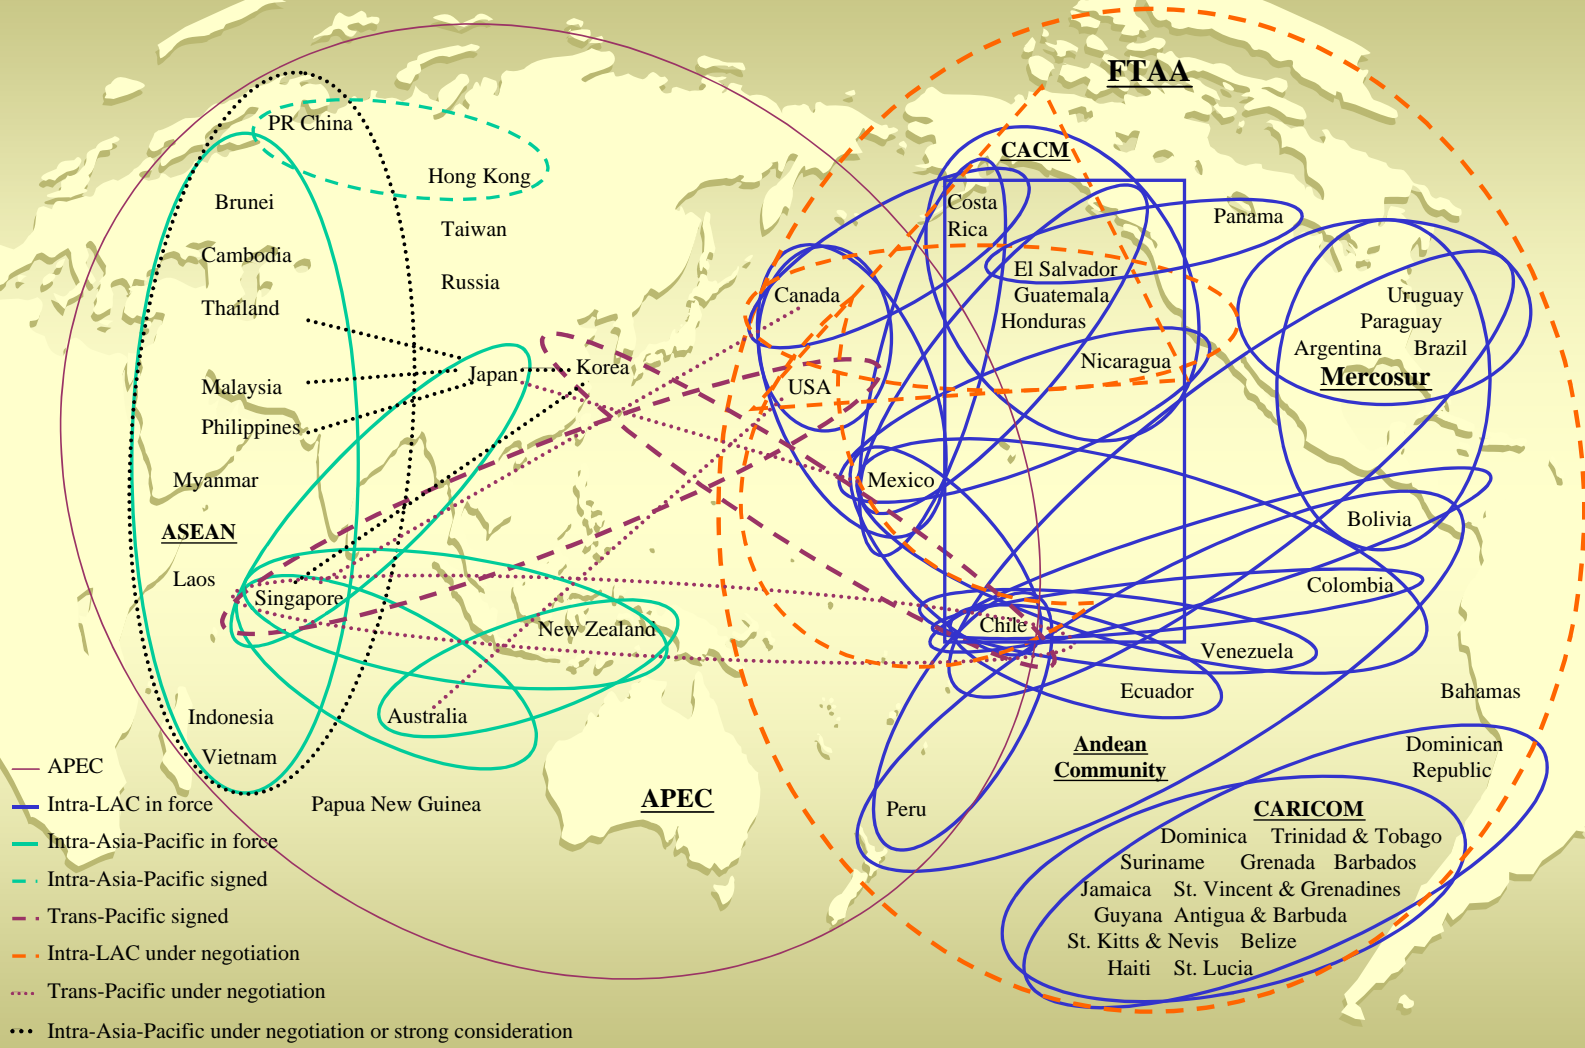 FTAA
PR China
CACM
Hong Kong
Brunei
Costa
Rica
Panama
Taiwan
Cambodia
El Salvador
Russia
Canada
Guatemala
Uruguay
Thailand
Honduras
Paraguay
Argentina
Brazil
Nicaragua
Japan
Korea
Mercosur
Malaysia
USA
Philippines
Myanmar
Mexico
ASEAN
Bolivia
Laos
Singapore
Colombia
New Zealand
Chile
Venezuela
Ecuador
Bahamas
Indonesia
Australia
Vietnam
Andean
Community
Dominican
Republic
APEC
Papua New Guinea
APEC
Peru
CARICOM
Dominica Trinidad & Tobago
Suriname Grenada Barbados
Jamaica St. Vincent & Grenadines
Guyana Antigua & Barbuda
St. Kitts & Nevis Belize
Haiti St. Lucia
Intra-LAC in force
Intra-Asia-Pacific in force
Intra-Asia-Pacific signed
Trans-Pacific signed
Intra-LAC under negotiation
Trans-Pacific under negotiation
Intra-Asia-Pacific under negotiation or strong consideration